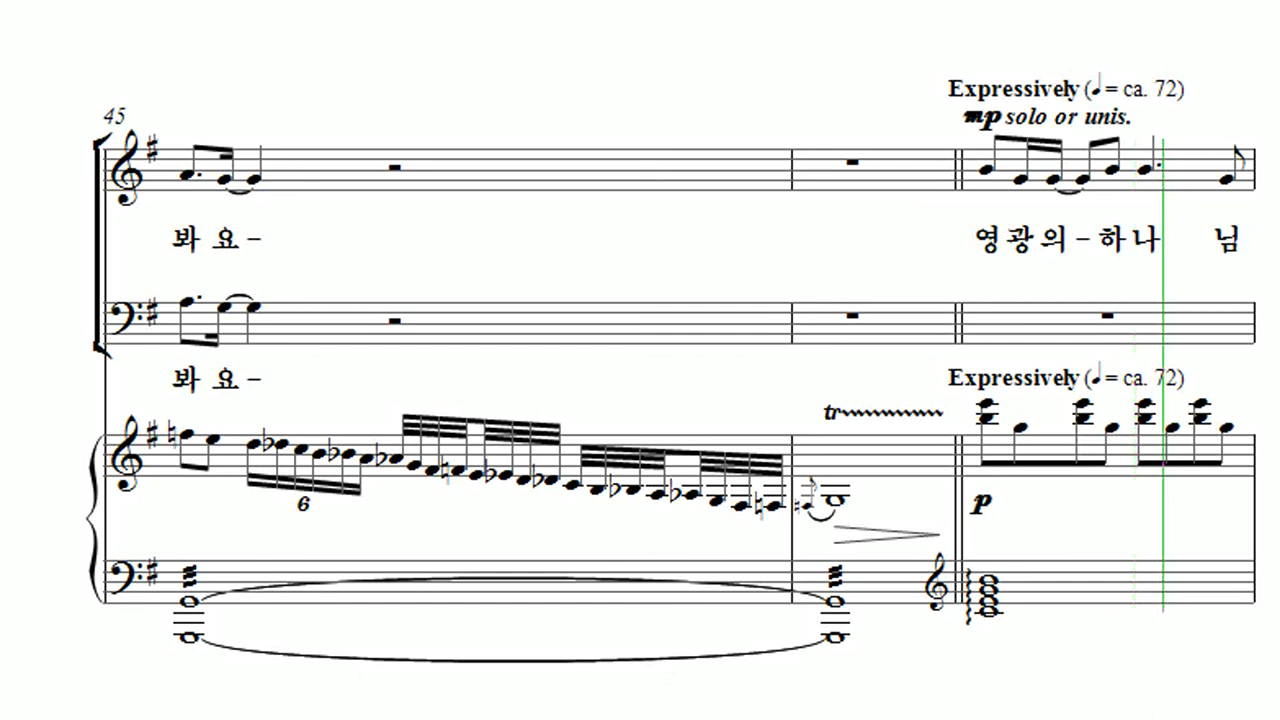 Expressively (♩= ca. 72)
45
mp solo or unis.
봐 요 –
영 광 의 – 하 나 님
봐 요 –
Expressively (♩= ca. 72)
tr
6
p